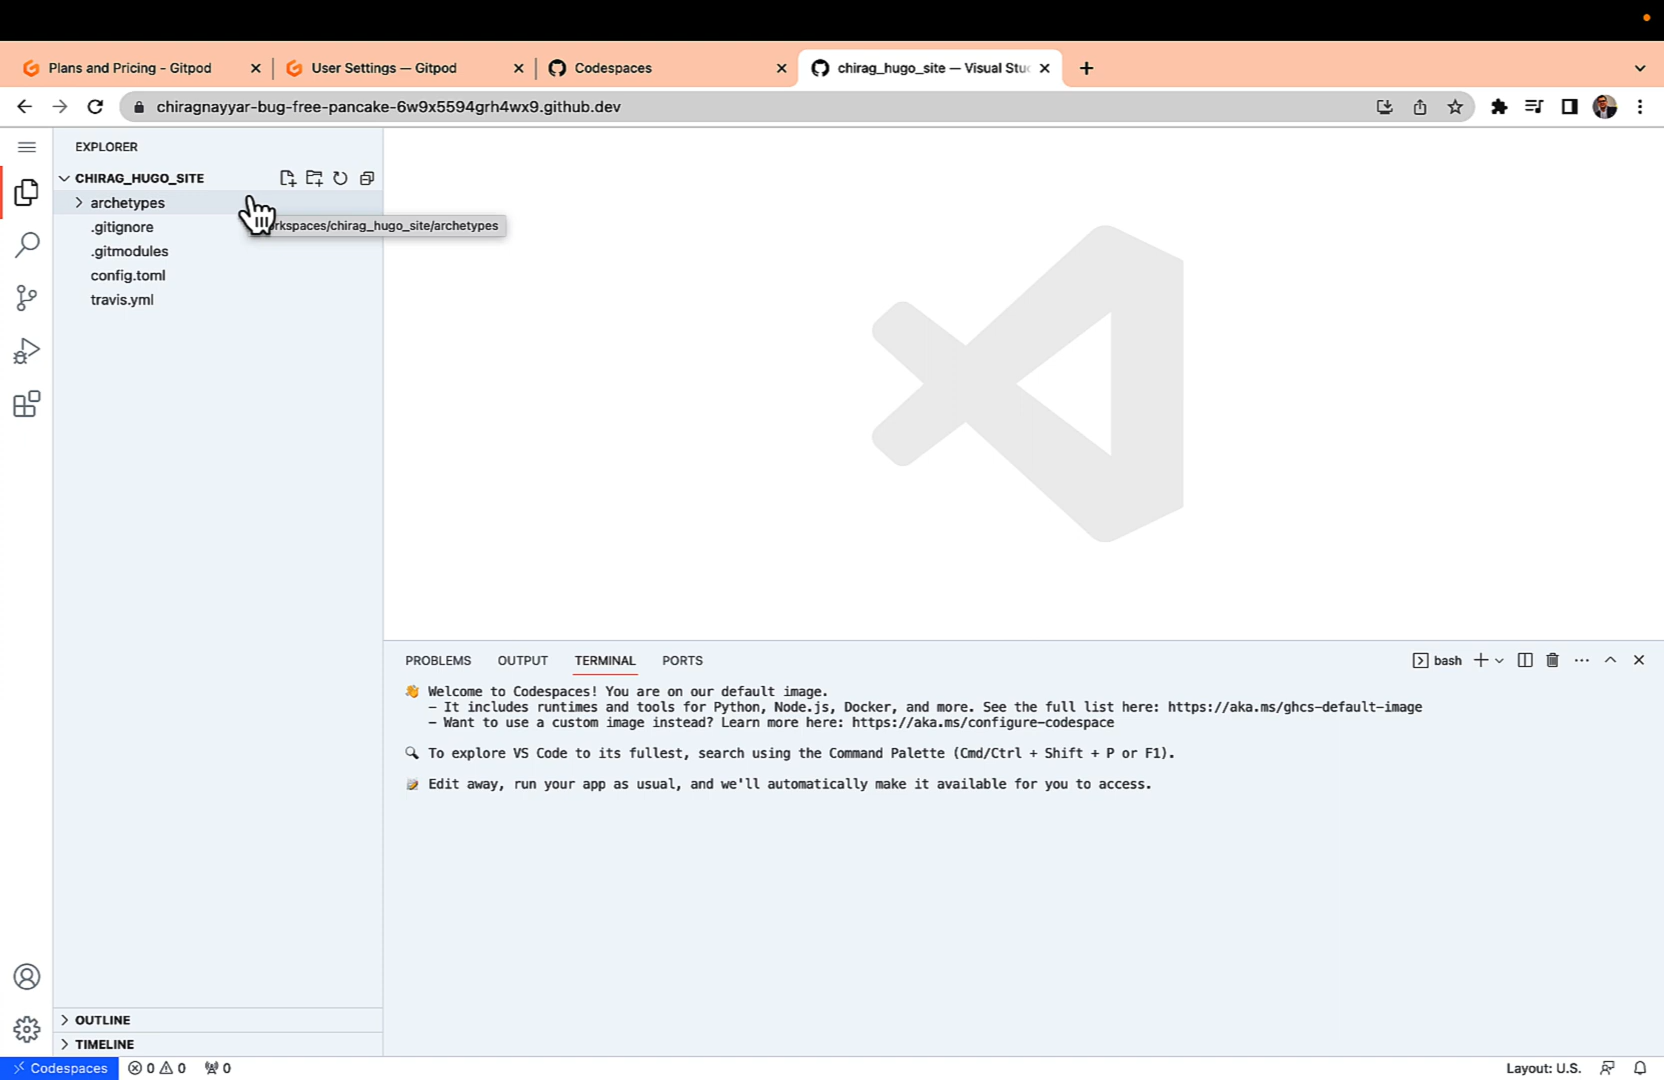 Plans and Pricing - Gitpod
User Settings — Gitpod
Codespaces
chirag_hugo_site — Visual Stu
chiragnayyar-bug-free-pancake-6w9x5594grh4wx9.github.dev
EXPLORER
CHIRAG_HUGO_SITE
archetypes
rkspaces/chirag_hugo_site/archetypes
.gitignore
.gitmodules
config.toml
travis.yml
PROBLEMS OUTPUT TERMINAL PORTS
bash
👋 Welcome to Codespaces! You are on our default image.
- It includes runtimes and tools for Python, Node.js, Docker, and more. See the full list here: https://aka.ms/ghcs-default-image
- Want to use a custom image instead? Learn more here: https://aka.ms/configure-codespace
🔍 To explore VS Code to its fullest, search using the Command Palette (Cmd/Ctrl + Shift + P or F1).
📝 Edit away, run your app as usual, and we'll automatically make it available for you to access.
OUTLINE
TIMELINE
Codespaces 0 0 0 Layout: U.S.